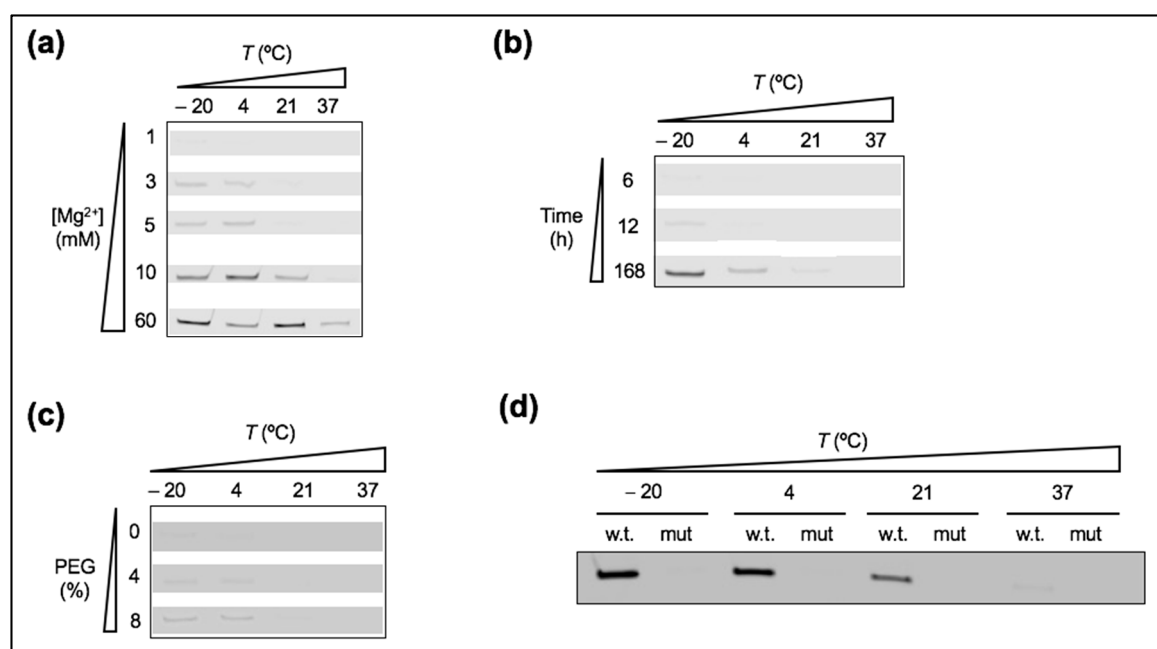 (a)
T (ºC)
– 20 4 21 37
[Mg2+]
(mM)
1
3
5
10
60
(b)
T (ºC)
– 20 4 21 37
Time
(h)
6
12
168
(c)
T (ºC)
– 20 4 21 37
PEG
(%)
0
4
8
(d)
T (ºC)
– 20 4 21 37
w.t. mut w.t. mut w.t. mut w.t. mut